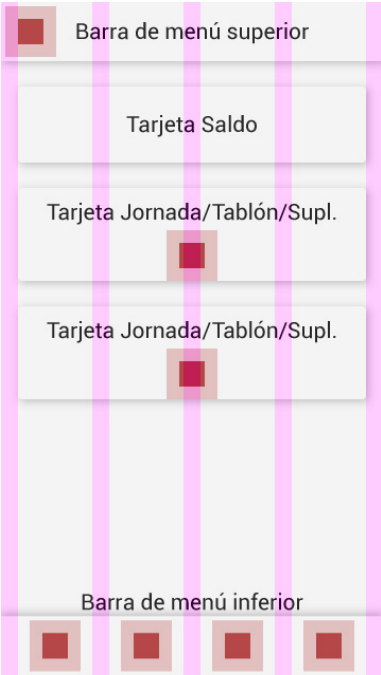 Barra de menú superior
Tarjeta Saldo
Tarjeta Jornada/Tablón/Supl.
Tarjeta Jornada/Tablón/Supl.
Barra de menú inferior